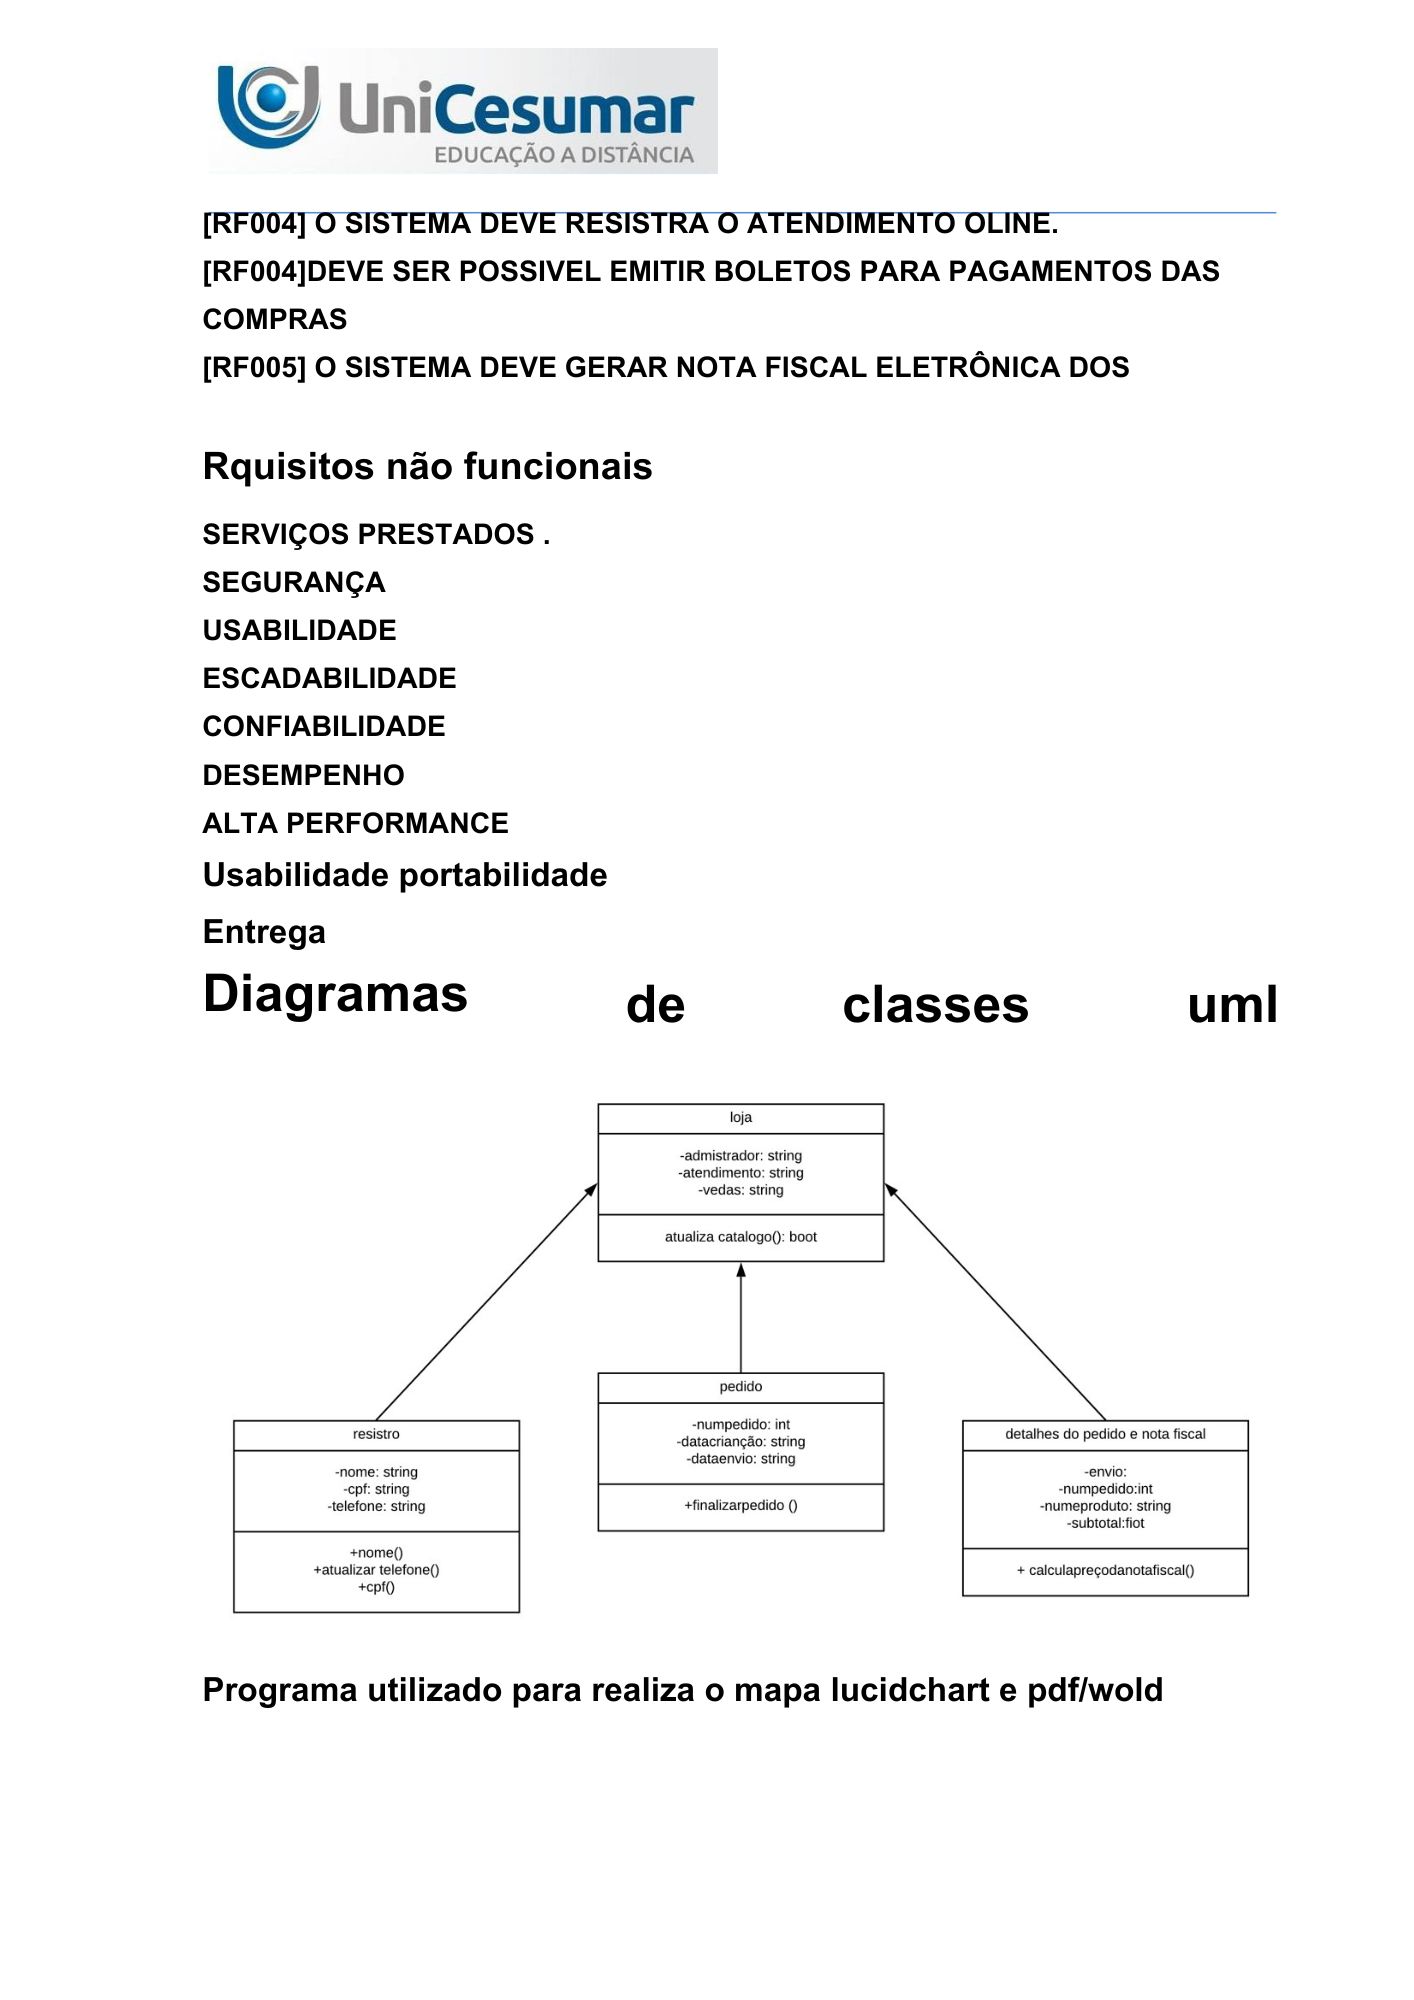 UniCesumar
EDUCAÇÃO A DISTÂNCIA
[RF004] O SISTEMA DEVE RESISTRA O ATENDIMENTO OLINE.
[RF004]DEVE SER POSSIVEL EMITIR BOLETOS PARA PAGAMENTOS DAS
COMPRAS
[RF005] O SISTEMA DEVE GERAR NOTA FISCAL ELETRÔNICA DOS
Rquisitos não funcionais
SERVIÇOS PRESTADOS .
SEGURANÇA
USABILIDADE
ESCADABILIDADE
CONFIABILIDADE
DESEMPENHO
ALTA PERFORMANCE
Usabilidade portabilidade
Entrega
Diagramas de classes uml
loja
-admistrador: string
-atendimento: string
-vedas: string
atualiza catalogo(): boot
resistro
-nome: string
-cpf: string
-telefone: string
+nome()
+atualizar telefone()
+cpf()
pedido
-numpedido: int
-datacrianção: string
-dataenvio: string
+finalizarpedido ()
detalhes do pedido e nota fiscal
-envio:
-numpedido:int
-numeproduto: string
-subtotal:fiot
+ calculapreçodanotafiscal()
Programa utilizado para realiza o mapa lucidchart e pdf/wold